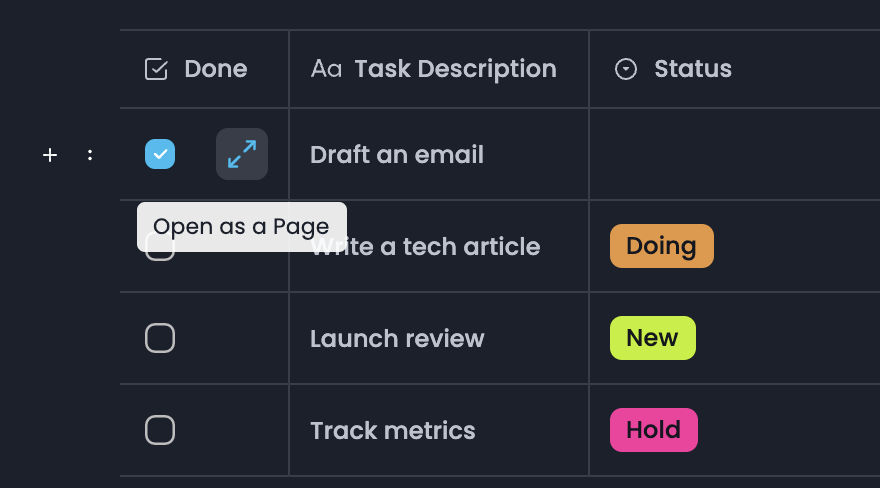 Done Aa Task Description Status
Draft an email
Open as a Page
Write a tech article Doing
Launch review New
Track metrics Hold